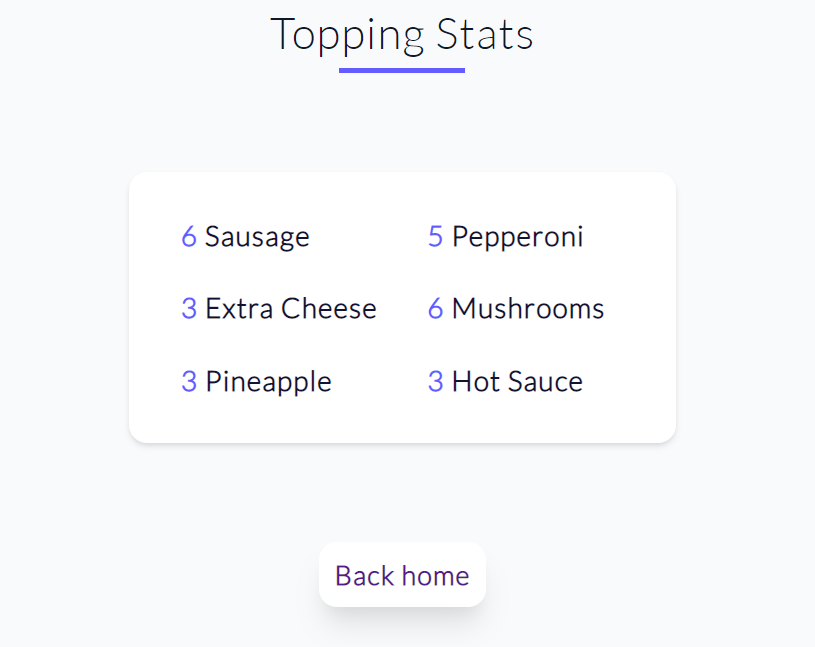 Topping Stats
6 Sausage 5 Pepperoni
3 Extra Cheese 6 Mushrooms
3 Pineapple 3 Hot Sauce
Back home